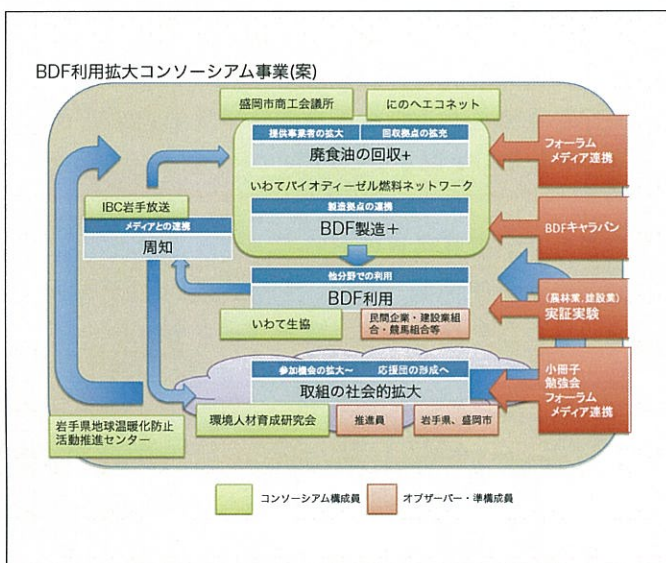 BDF利用拡大コンソーシアム事業(案)
盛岡市商工会議所
にのへエコネット
提供事業者の拡大
回収拠点の拡充
廃食油の回収+
フォーラム
メディア連携
いわてバイオディーゼル燃料ネットワーク
IBC岩手放送
メディアとの連携
周知
製造拠点の連携
BDF製造+
BDFキャラバン
他分野での利用
BDF利用
いわて生協
民間企業・建設業組
合・競馬組合等
(農林業、建設業)
実証実験
参加機会の拡大〜
応援団の形成へ
取組の社会的拡大
小冊子
勉強会
フォーラム
メディア連携
岩手県地球温暖化防止
活動推進センター
環境人材育成研究会
推進員
岩手県、盛岡市
コンソーシアム構成員
オブザーバー・準構成員